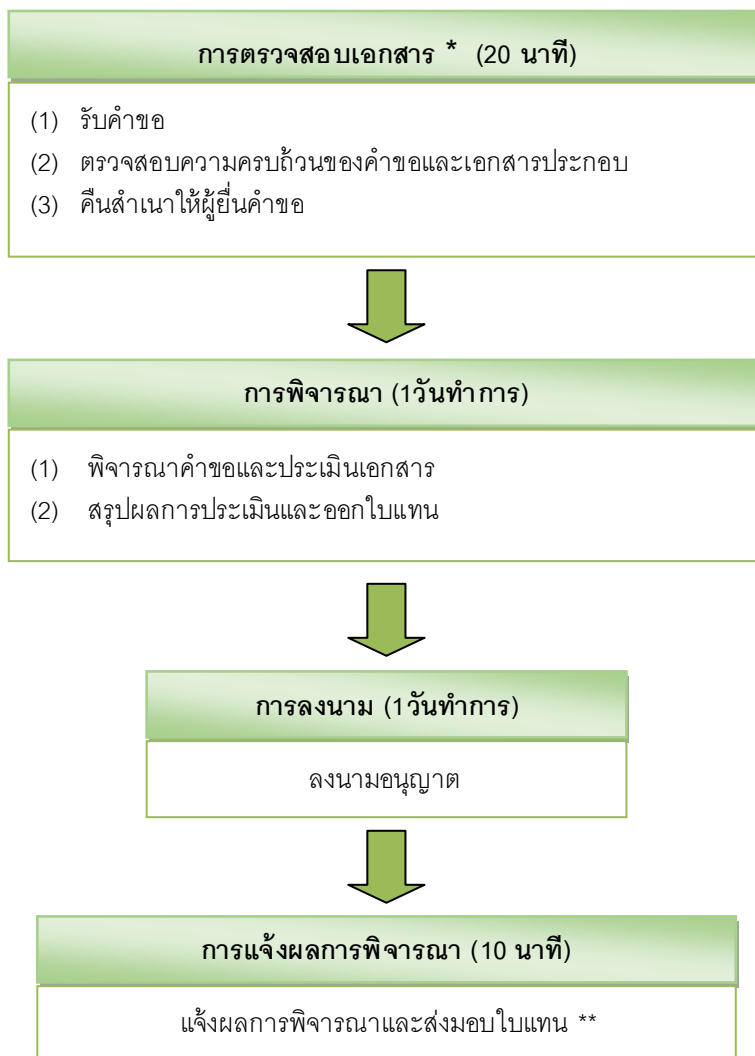 การตรวจสอบเอกสาร * (20 นาที)
(1) รับคำขอ
(2) ตรวจสอบความครบถ้วนของคำขอและเอกสารประกอบ
(3) คืนสำเนาให้ผู้ยื่นคำขอ
การพิจารณา (1วันทำการ)
(1) พิจารณาคำขอและประเมินเอกสาร
(2) สรุปผลการประเมินและออกใบแทน
การลงนาม (1วันทำการ)
ลงนามอนุญาต
การแจ้งผลการพิจารณา (10 นาที)
แจ้งผลการพิจารณาและส่งมอบใบแทน **